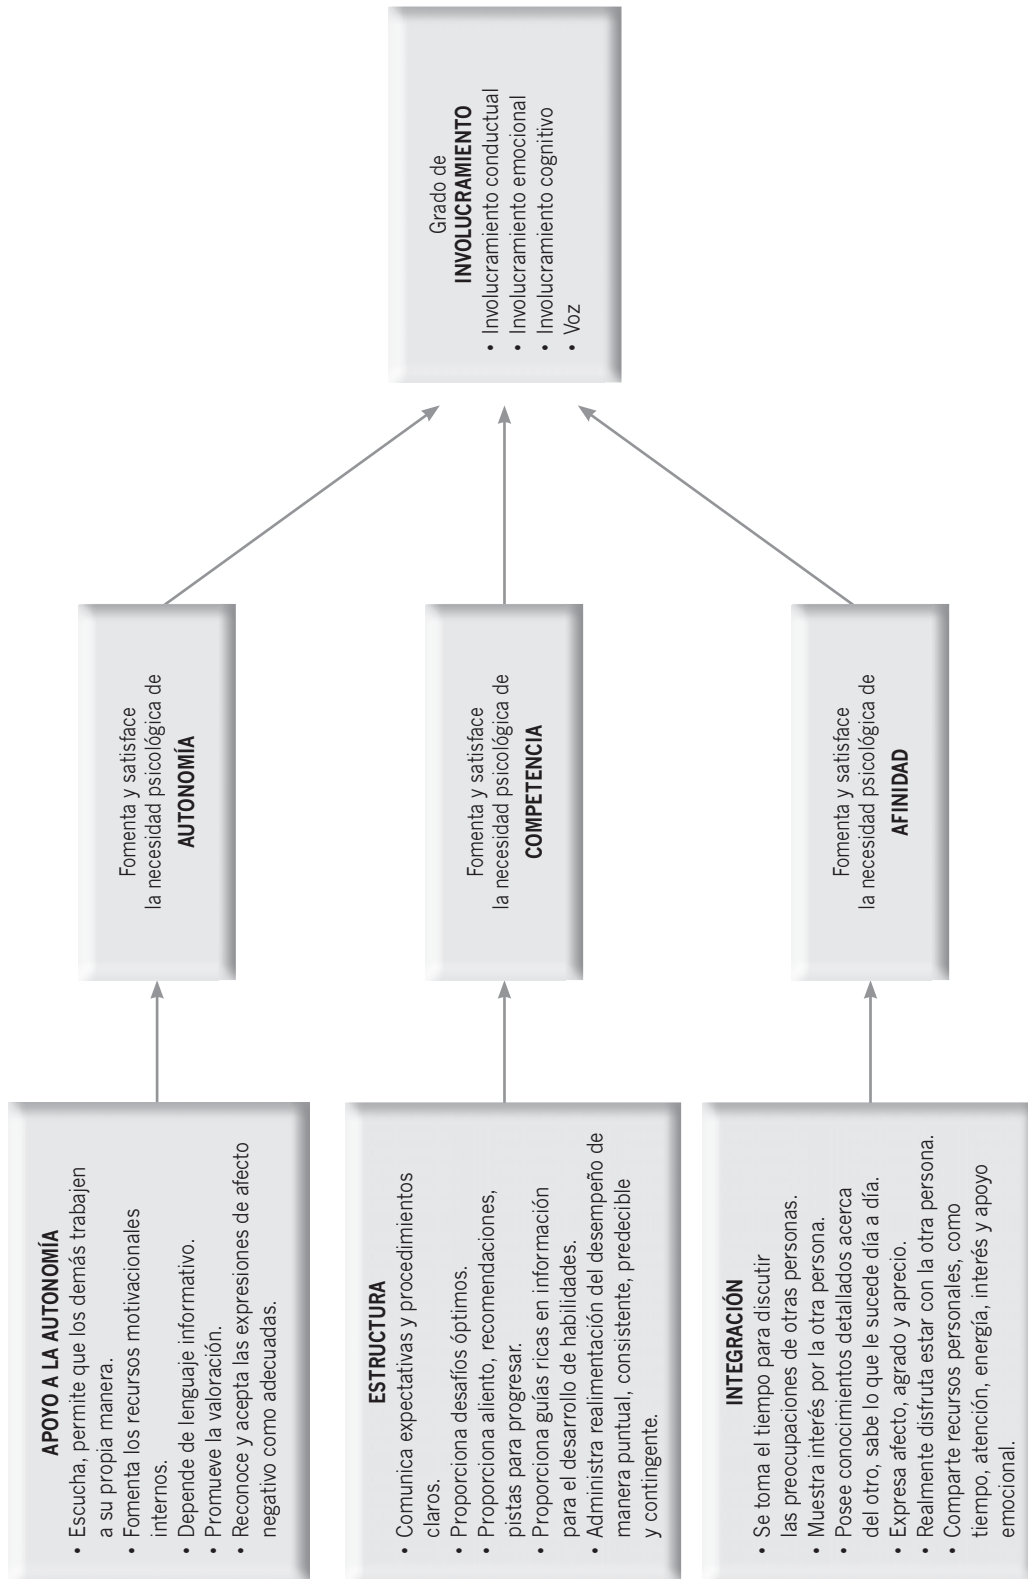 APOYO A LA AUTONOMÍA
• Escucha, permite que los demás trabajen
a su propia manera.
• Fomenta los recursos motivacionales
internos.
• Depende de lenguaje informativo.
• Promueve la valoración.
• Reconoce y acepta las expresiones de afecto
negativo como adecuadas.
Fomenta y satisface
la necesidad psicológica de
AUTONOMÍA
ESTRUCTURA
• Comunica expectativas y procedimientos
claros.
• Proporciona desafíos óptimos.
• Proporciona aliento, recomendaciones,
pistas para progresar.
• Proporciona guías ricas en información
para el desarrollo de habilidades.
• Administra realimentación del desempeño de
manera puntual, consistente, predecible
y contingente.
Fomenta y satisface
la necesidad psicológica de
COMPETENCIA
INTEGRACIÓN
• Se toma el tiempo para discutir
las preocupaciones de otras personas.
• Muestra interés por la otra persona.
• Posee conocimientos detallados acerca
del otro, sabe lo que le sucede día a día.
• Expresa afecto, agrado y aprecio.
• Realmente disfruta estar con la otra persona.
• Comparte recursos personales, como
tiempo, atención, energía, interés y apoyo
emocional.
Fomenta y satisface
la necesidad psicológica de
AFINIDAD
Grado de
INVOLUCRAMIENTO
• Involucramiento conductual
• Involucramiento emocional
• Involucramiento cognitivo
• Voz